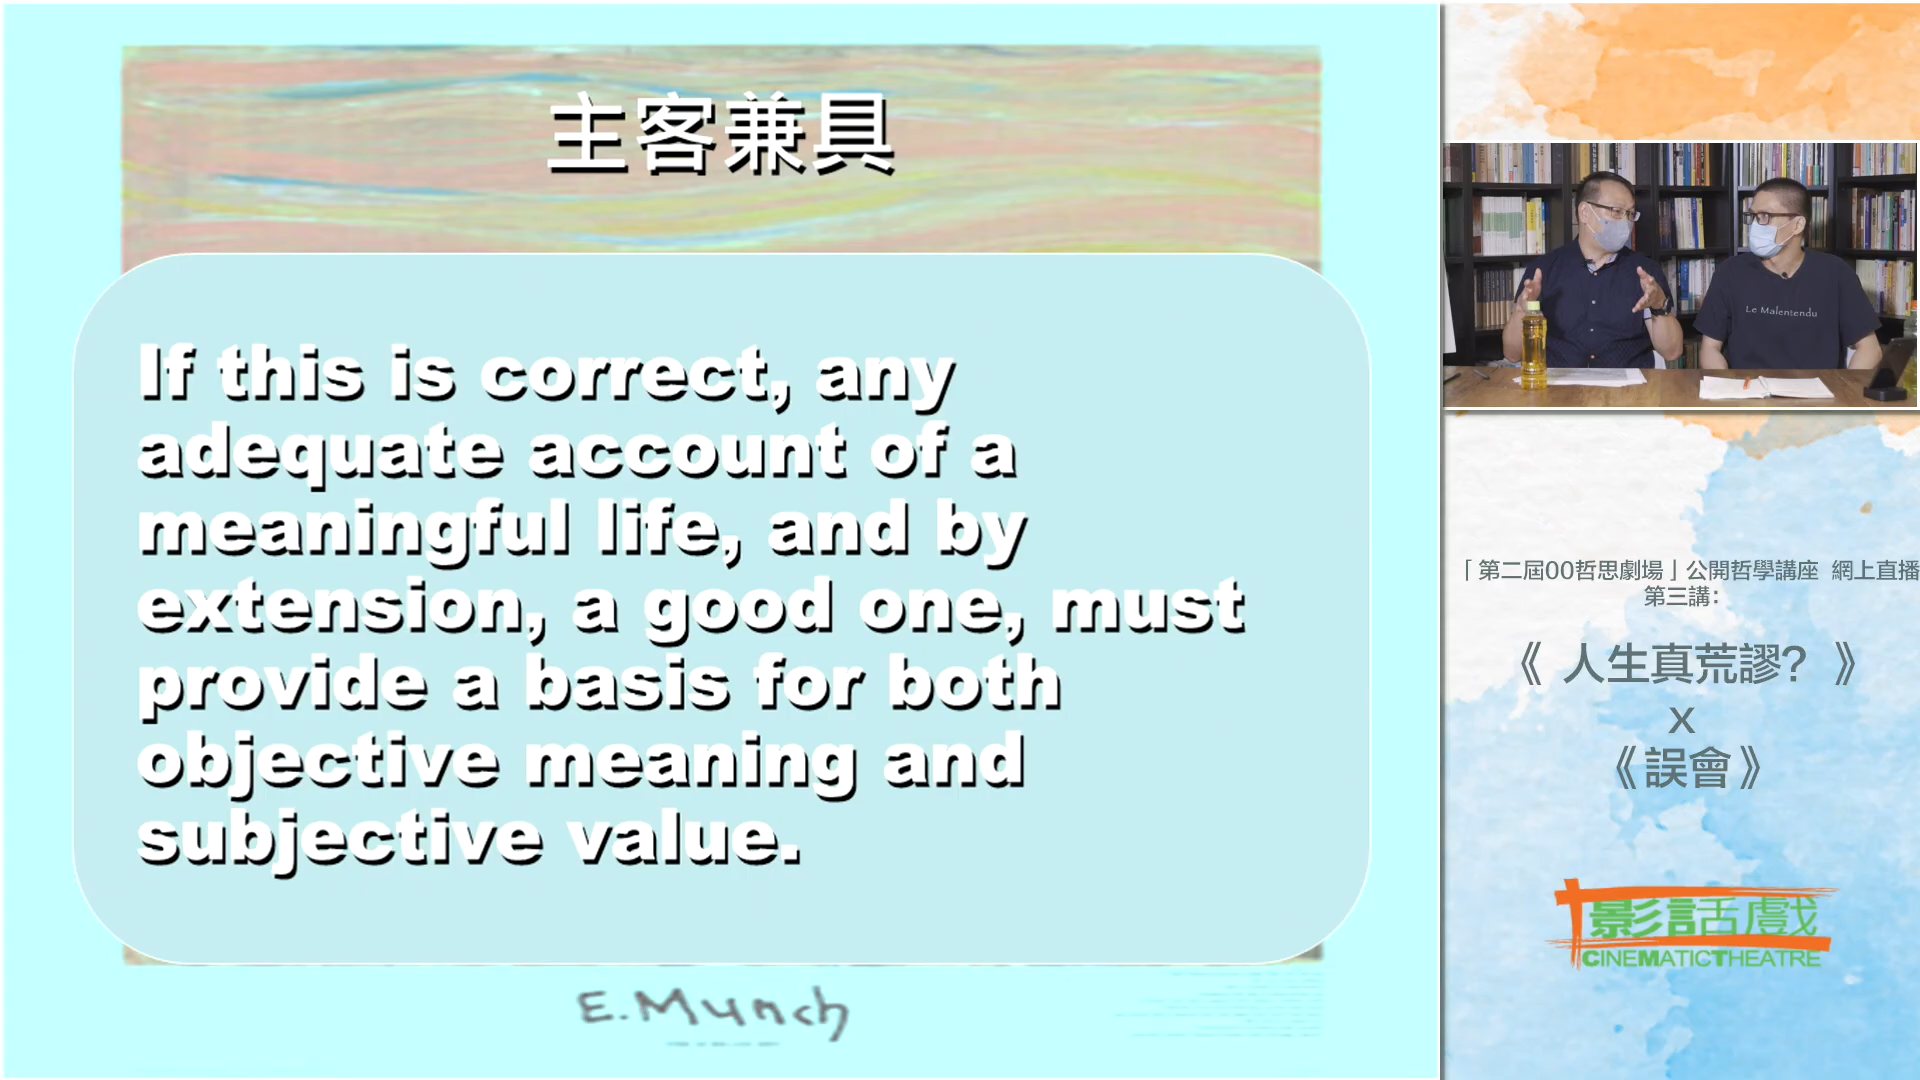 主客兼具
If this is correct, any
adequate account of a
meaningful life, and by
extension, a good one, must
provide a basis for both
objective meaning and
subjective value.
E. Munch
Le Malentendu
「第二屆00哲思劇場」公開哲學講座 網上直播
第三講：
《 人生真荒謬? 》
x
《誤會》
影話戲
CINEMATICTHEATRE